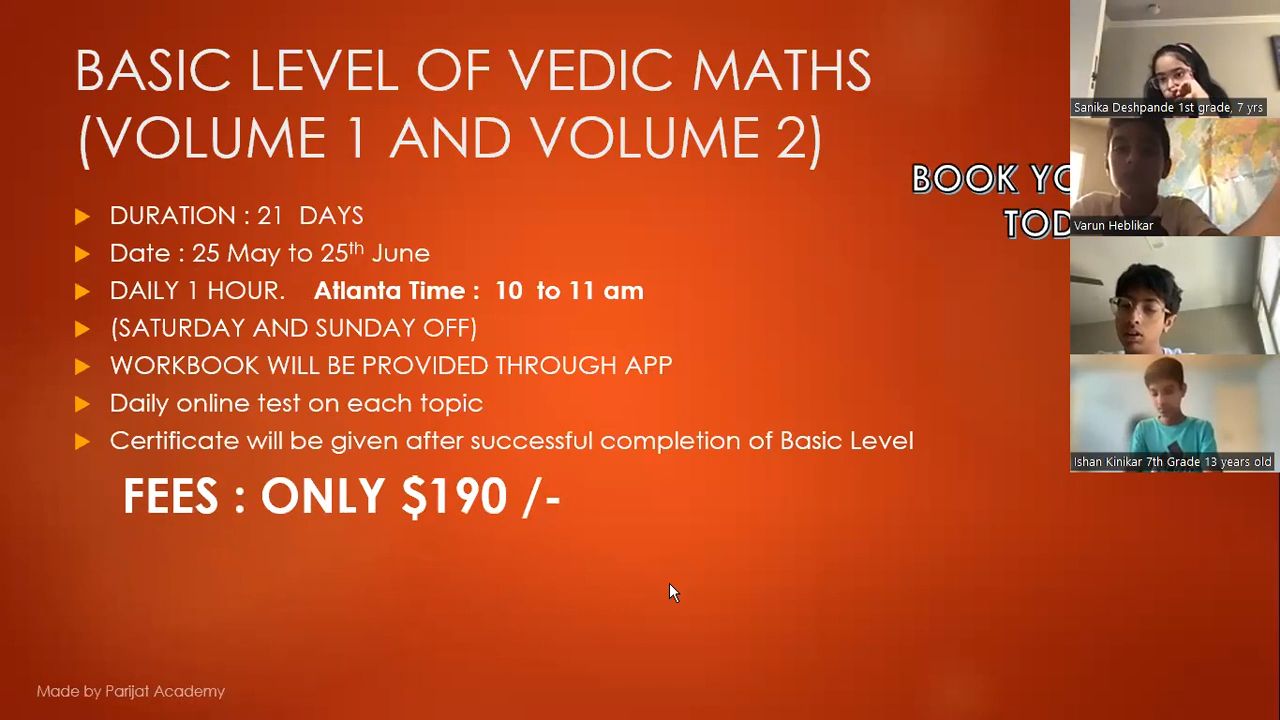 BASIC LEVEL OF VEDIC MATHS
(VOLUME 1 AND VOLUME 2)
BOOK
TOD
DURATION : 21 DAYS
Date : 25 May to 25th June
DAILY 1 HOUR. Atlanta Time : 10 to 11 am
(SATURDAY AND SUNDAY OFF)
WORKBOOK WILL BE PROVIDED THROUGH APP
Daily online test on each topic
Certificate will be given after successful completion of Basic Level
FEES : ONLY $190 /-
Made by Parijat Academy
Sanika Deshpande 1st grade, 7 yrs
Varun Heblikar
Ishan Kinikar 7th Grade 13 years old